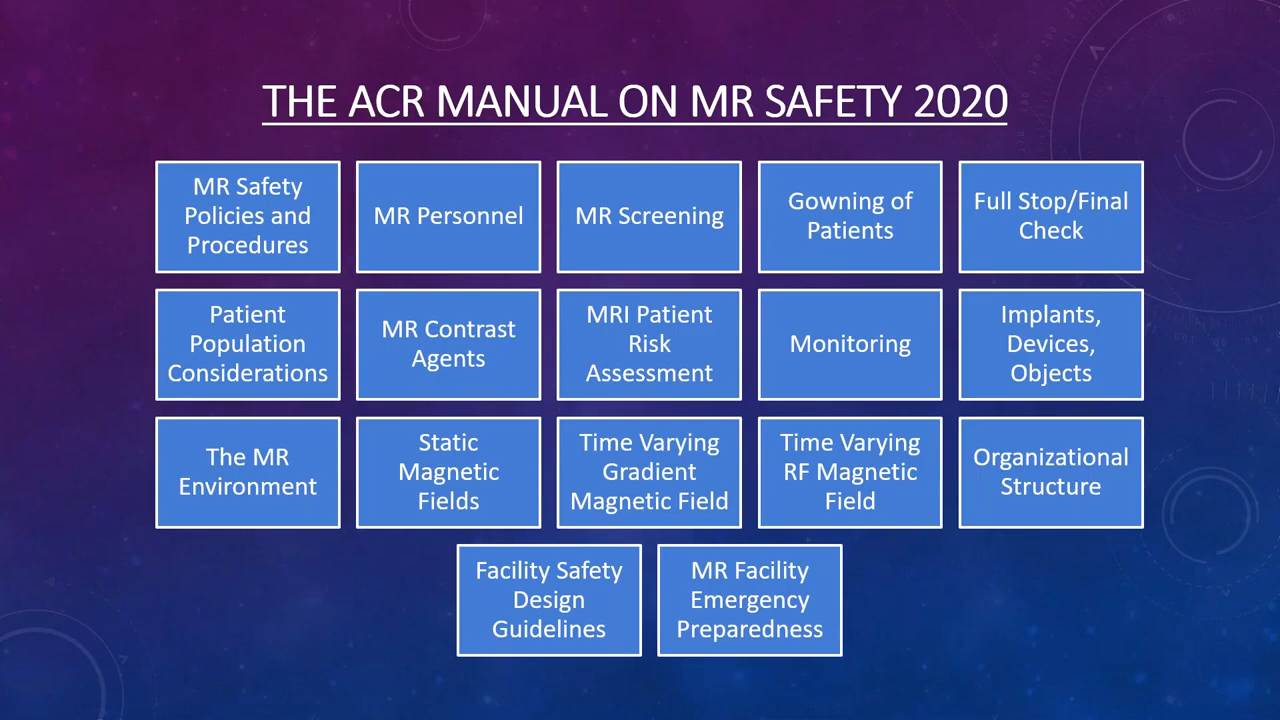 THE ACR MANUAL ON MR SAFETY 2020
MR Safety
Policies and
Procedures
MR Personnel
MR Screening
Gowning of
Patients
Full Stop/Final
Check
Patient
Population
Considerations
MR Contrast
Agents
MRI Patient
Risk
Assessment
Monitoring
Implants,
Devices,
Objects
The MR
Environment
Static
Magnetic
Fields
Time Varying
Gradient
Magnetic Field
Time Varying
RF Magnetic
Field
Organizational
Structure
Facility Safety
Design
Guidelines
MR Facility
Emergency
Preparedness